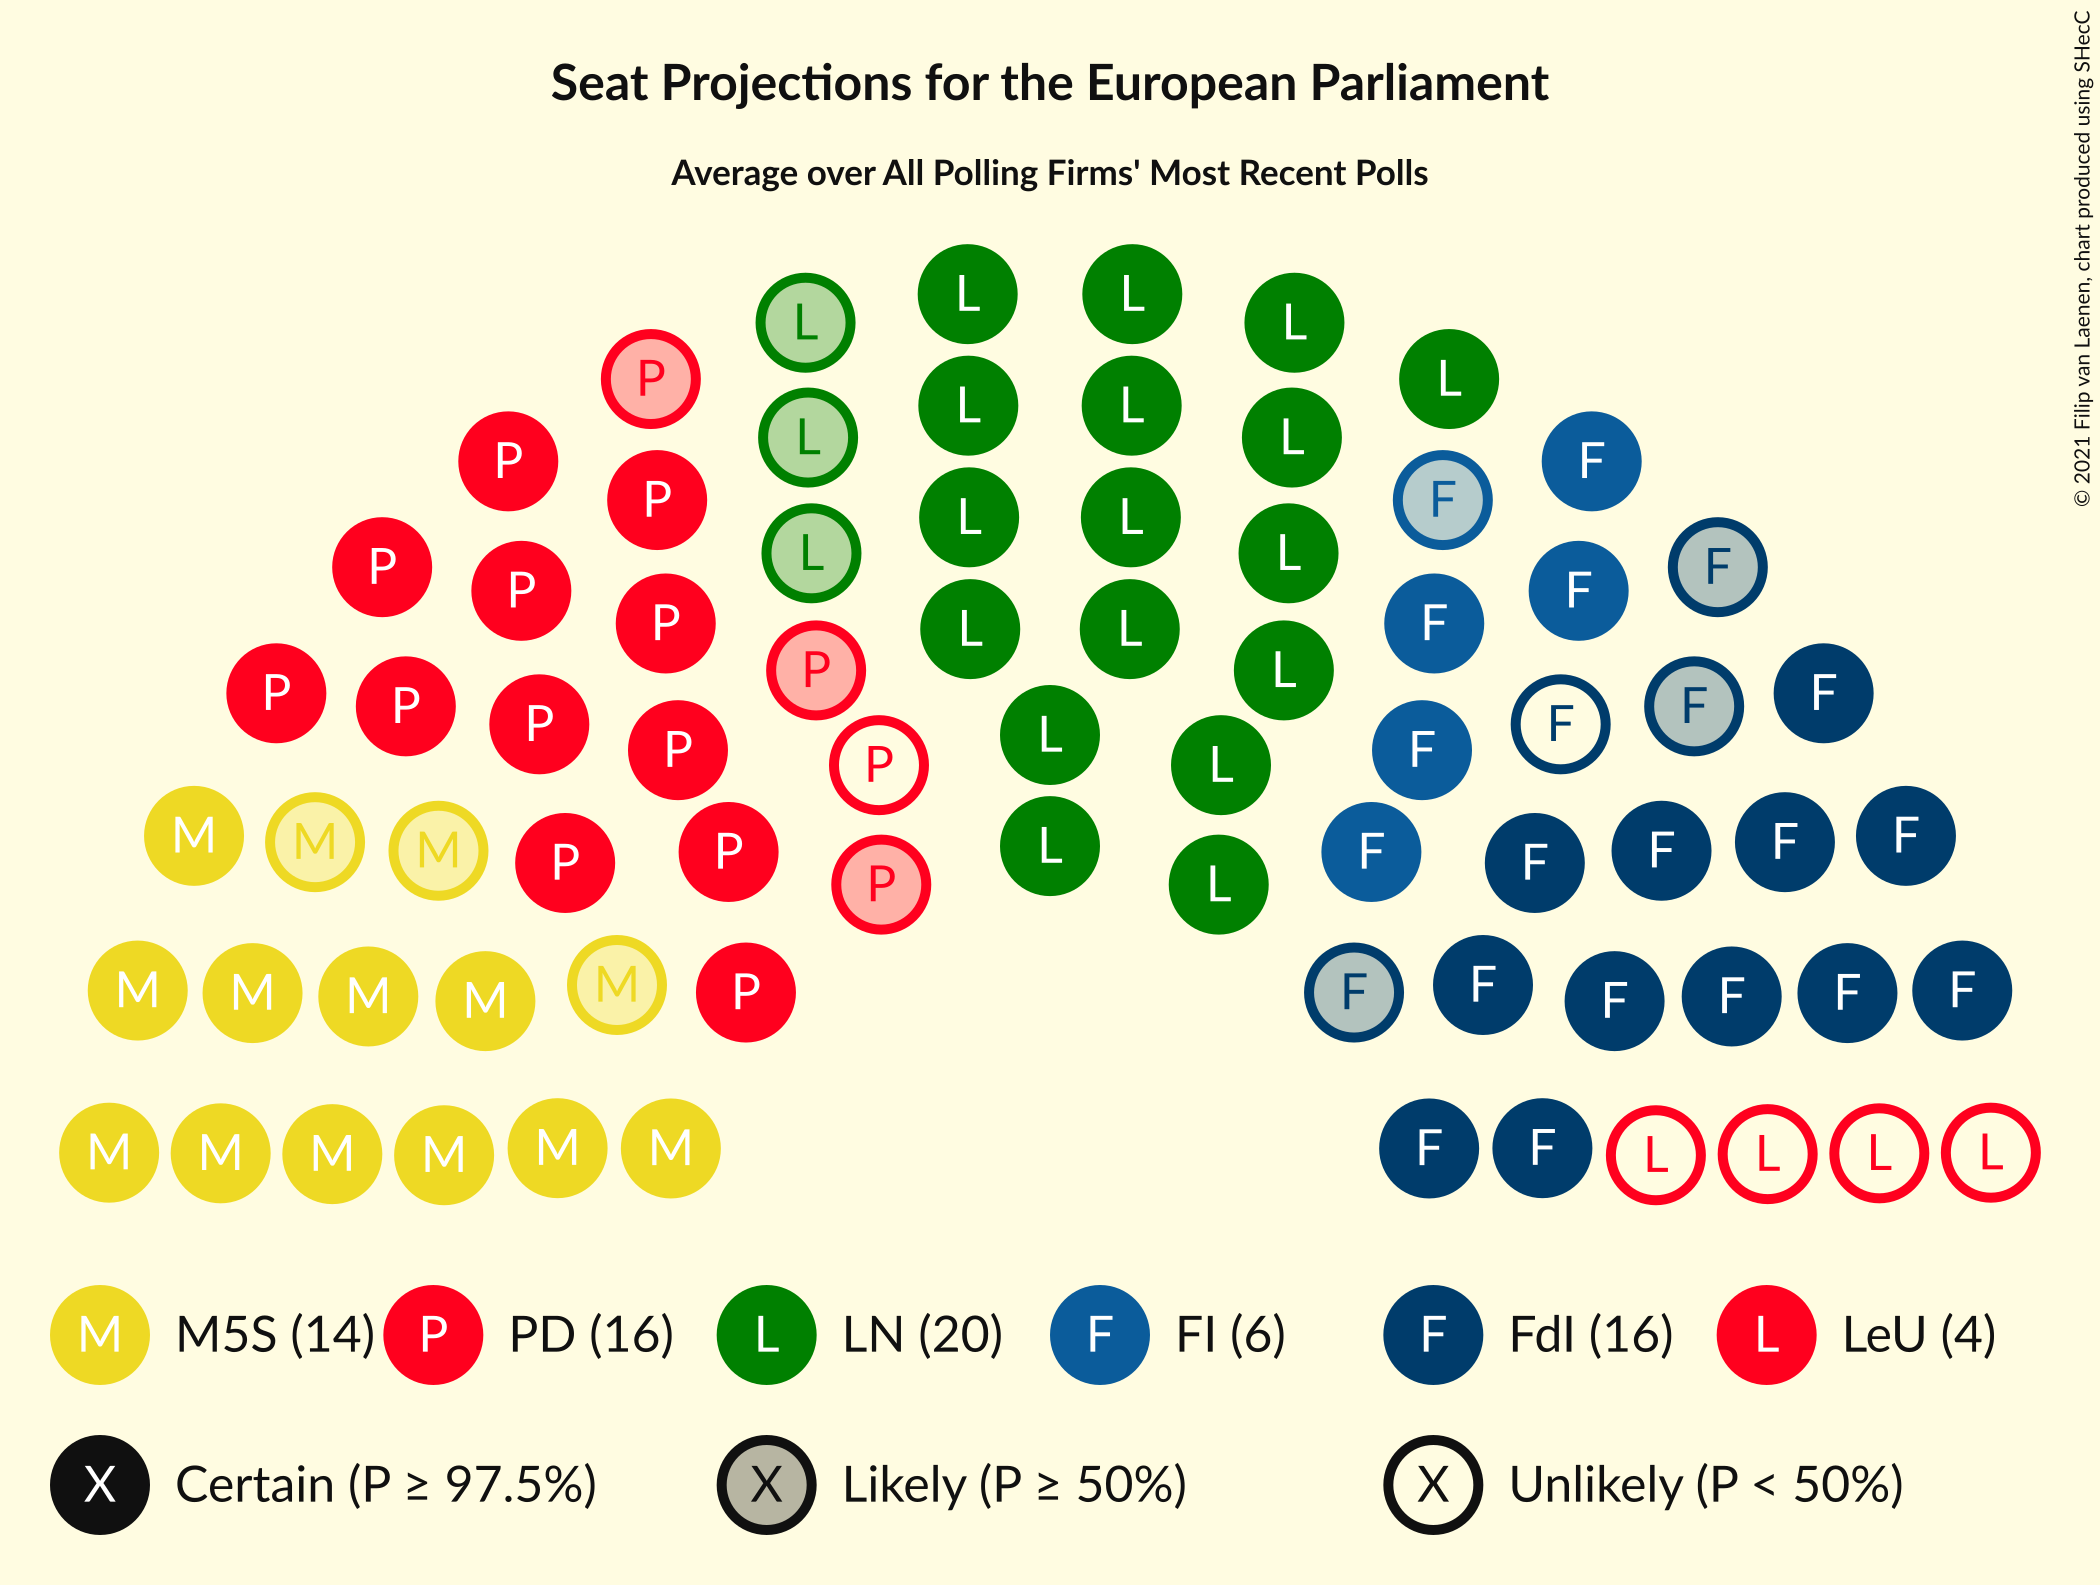 Seat Projections for the European Parliament
Average over All Polling Firms' Most Recent Polls
© 2021 Filip van Laenen, chart produced using SHecC
L L
L L
P L
L L
L L
P F
P F
L L
P L L
P F F
P F
P F
L L
P L
P P F F F
P P F
L
P L
M P F
M M P P F F F F
L
P L
M M M M M P F F F F F F
M M M M M M F F L L L L
M M5S (14) P PD (16) L LN (20) F FI (6) F FdI (16) L LeU (4)
X Certain (P ≥ 97.5%) X Likely (P ≥ 50%) X Unlikely (P < 50%)